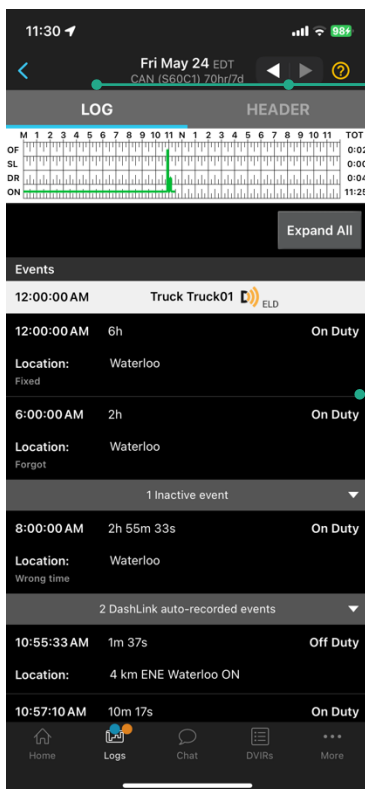 11:30
98
Fri May 24 EDT
CAN (S60C1) 70hr/7d
LOG HEADER
M 1 2 3 4 5 6 7 8 9 10 11 N 1 2 3 4 5 6 7 8 9 10 11 TOT
OF 0:02
SL 0:00
DR 0:04
ON 11:25
Expand All
Events
12:00:00 AM Truck Truck01 ELD
12:00:00 AM 6h On Duty
Location: Waterloo
Fixed
6:00:00 AM 2h On Duty
Location: Waterloo
Forgot
1 Inactive event
8:00:00 AM 2h 55m 33s On Duty
Location: Waterloo
Wrong time
2 DashLink auto-recorded events
10:55:33 AM 1m 37s Off Duty
Location: 4 km ENE Waterloo ON
10:57:10 AM 10m 17s On Duty
Home Logs Chat DVIRs More